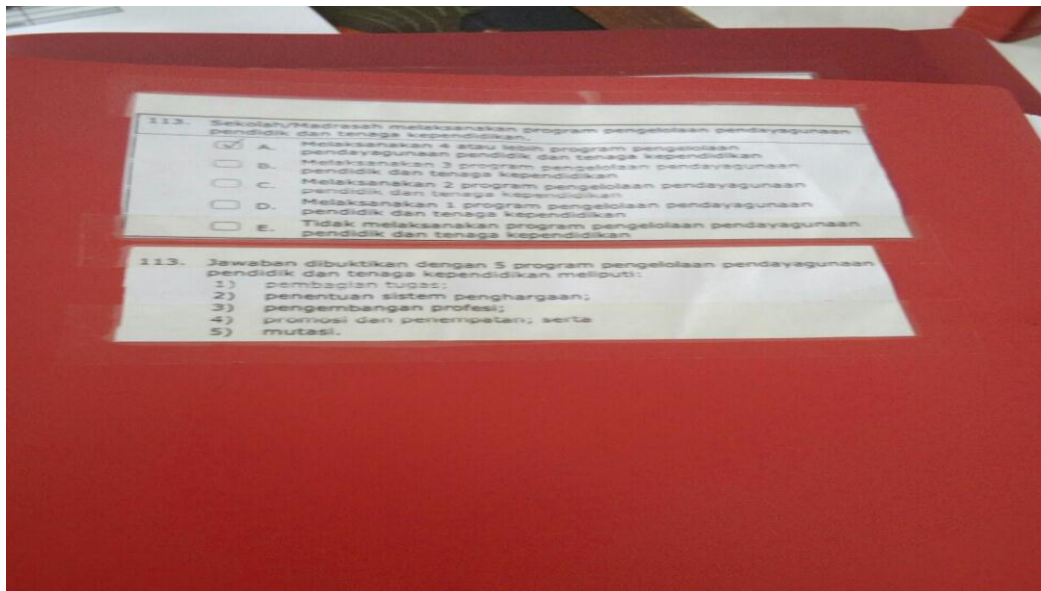 113. Sekolah/Madrasah melaksanakan program pengelolaan pendayagunaan
pendidik dan tenaga kependidikan.
A. Melaksanakan 4 atau lebih program pengelolaan
pendayagunaan pendidik dan tenaga kependidikan
B. Melaksanakan 3 program pengelolaan pendayagunaan
pendidik dan tenaga kependidikan
C. Melaksanakan 2 program pengelolaan pendayagunaan
pendidik dan tenaga kependidikan
D. Melaksanakan 1 program pengelolaan pendayagunaan
pendidik dan tenaga kependidikan
E. Tidak melaksanakan program pengelolaan pendayagunaan
pendidik dan tenaga kependidikan
113. Jawaban dibuktikan dengan 5 program pengelolaan pendayagunaan
pendidik dan tenaga kependidikan meliputi:
1) pembagian tugas;
2) penentuan sistem penghargaan;
3) pengembangan profesi;
4) promosi dan penempatan; serta
5) mutasi.